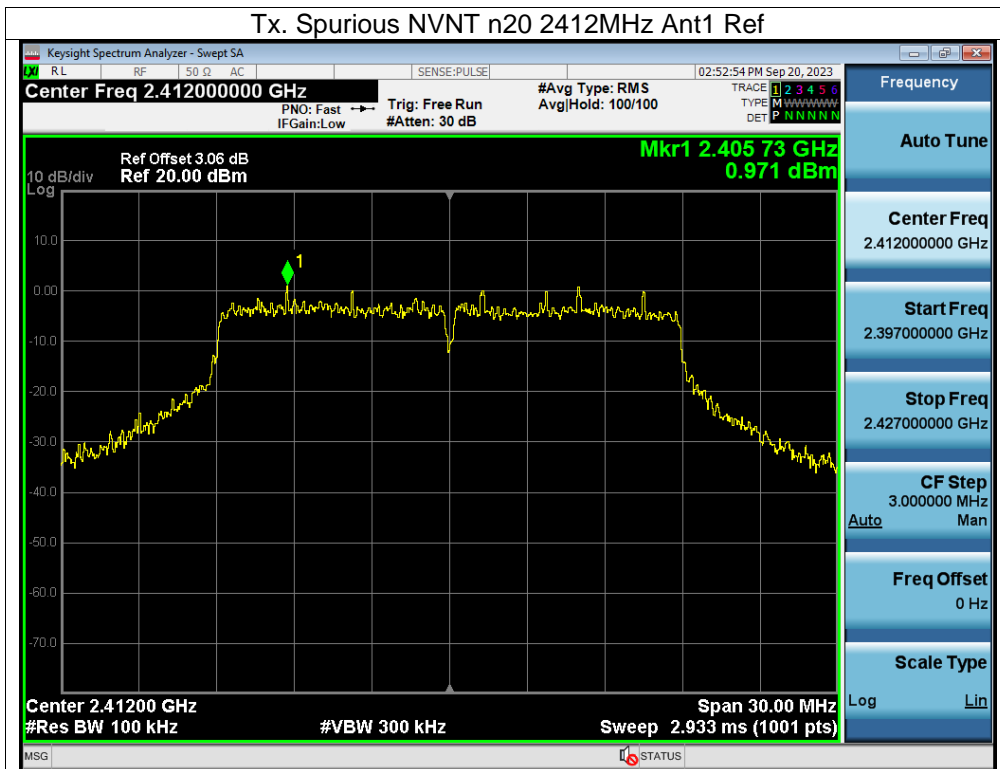 Tx. Spurious NVNT n20 2412MHz Ant1 Ref
Keysight Spectrum Analyzer - Swept SA
LXI RL RF 50 Ω AC SENSE:PULSE 02:52:54 PM Sep 20, 2023
Center Freq 2.412000000 GHz
PNO: Fast
IFGain:Low
Trig: Free Run
#Atten: 30 dB
#Avg Type: RMS
Avg|Hold: 100/100
TRACE 1 2 3 4 5 6
TYPE M WWWWW
DET P N N N N N
Frequency
Mkr1 2.405 73 GHz
0.971 dBm
Ref Offset 3.06 dB
10 dB/div Ref 20.00 dBm
Log
10.0
0.00
-10.0
-20.0
-30.0
-40.0
-50.0
-60.0
-70.0
1
Center 2.41200 GHz Span 30.00 MHz
#Res BW 100 kHz #VBW 300 kHz Sweep 2.933 ms (1001 pts)
Auto Tune
Center Freq
2.412000000 GHz
Start Freq
2.397000000 GHz
Stop Freq
2.427000000 GHz
CF Step
3.000000 MHz
Auto Man
Freq Offset
0 Hz
Scale Type
Log Lin
MSG STATUS